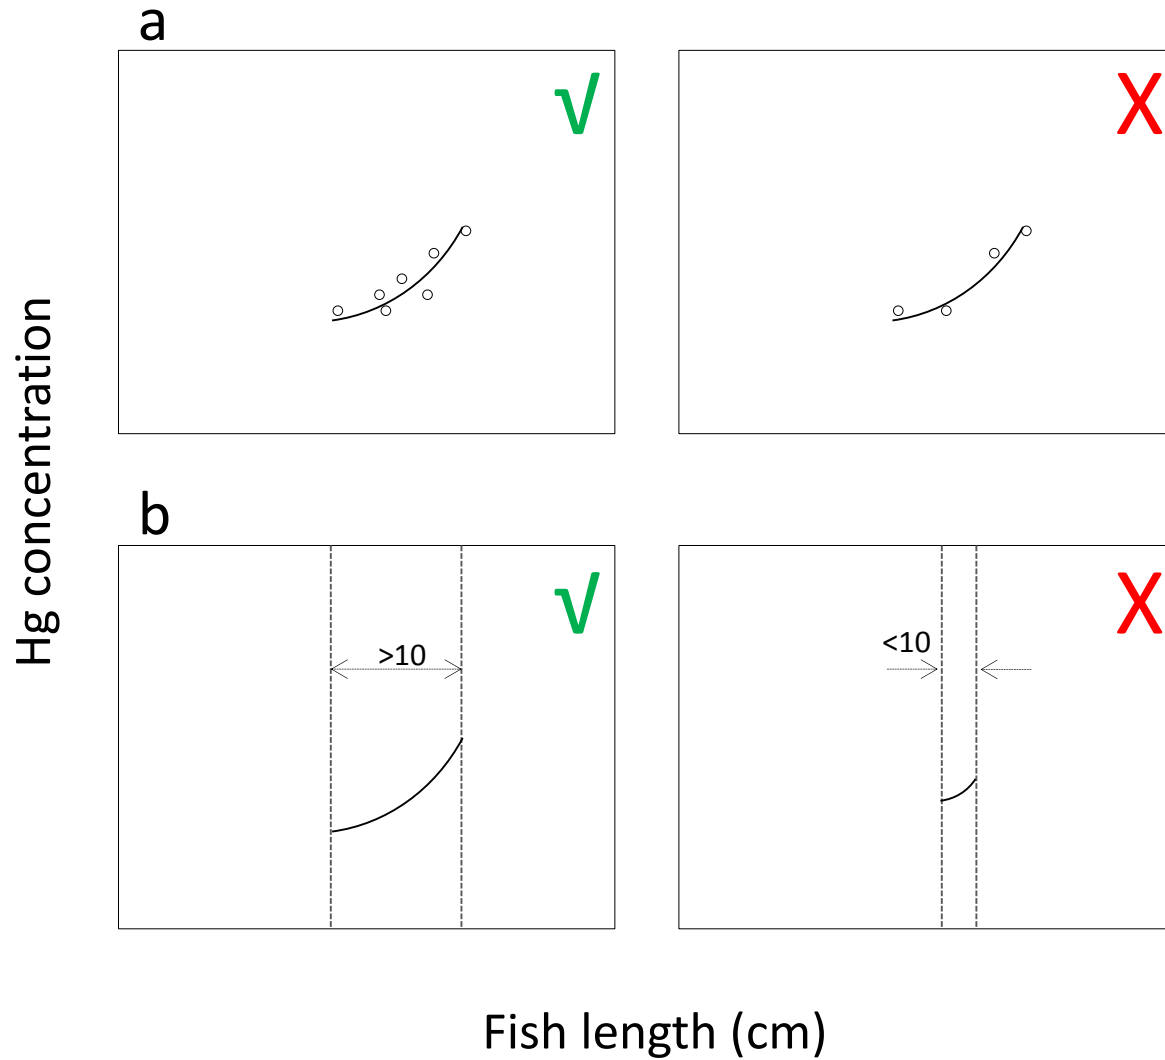 a
√
X
Hg concentration
b
√
X
>10
<10
Fish length (cm)